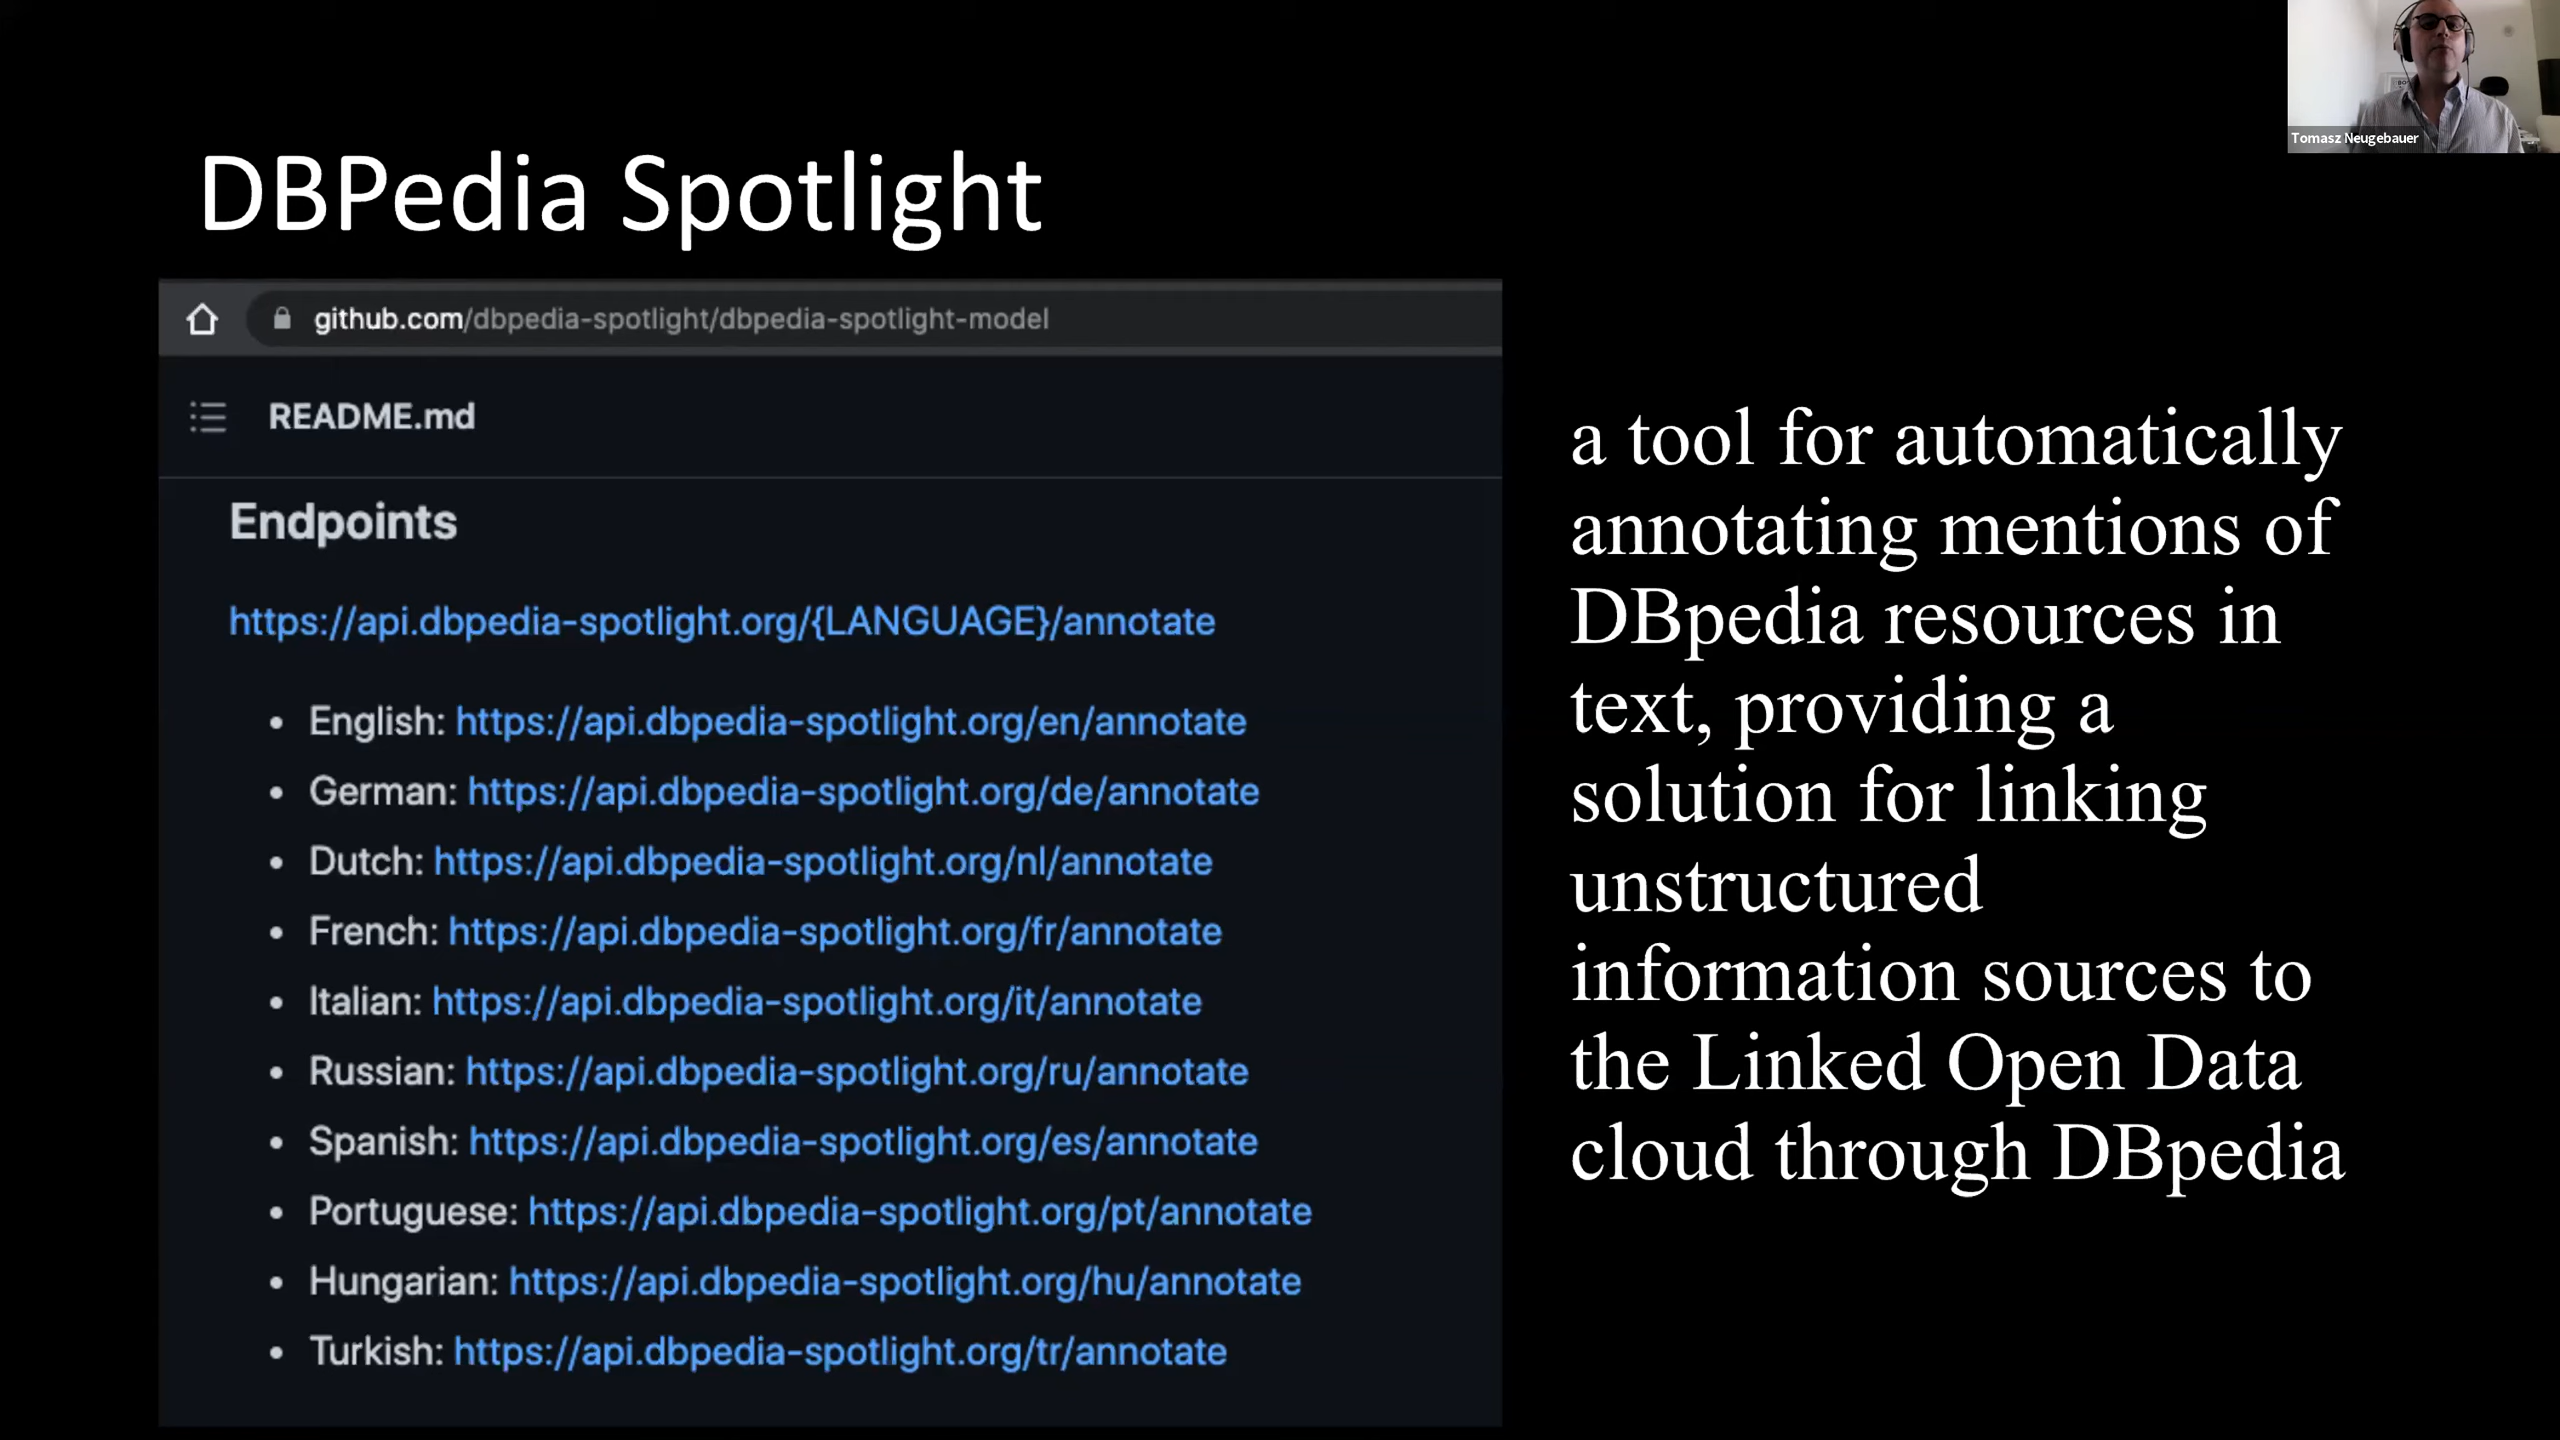 DBPedia Spotlight
Tomasz Neugebauer
github.com/dbpedia-spotlight/dbpedia-spotlight-model
README.md
Endpoints
https://api.dbpedia-spotlight.org/{LANGUAGE}/annotate
• English: https://api.dbpedia-spotlight.org/en/annotate
• German: https://api.dbpedia-spotlight.org/de/annotate
• Dutch: https://api.dbpedia-spotlight.org/nl/annotate
• French: https://api.dbpedia-spotlight.org/fr/annotate
• Italian: https://api.dbpedia-spotlight.org/it/annotate
• Russian: https://api.dbpedia-spotlight.org/ru/annotate
• Spanish: https://api.dbpedia-spotlight.org/es/annotate
• Portuguese: https://api.dbpedia-spotlight.org/pt/annotate
• Hungarian: https://api.dbpedia-spotlight.org/hu/annotate
• Turkish: https://api.dbpedia-spotlight.org/tr/annotate
a tool for automatically
annotating mentions of
DBpedia resources in
text, providing a
solution for linking
unstructured
information sources to
the Linked Open Data
cloud through DBpedia